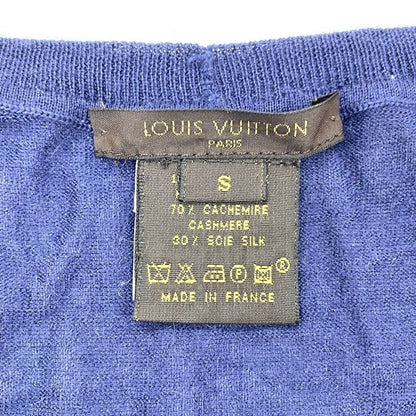 LOUIS VUITTON
PARIS
S
70% CACHEMIRE
CASHMERE
30% SOIE SILK
P
®
MADE IN FRANCE